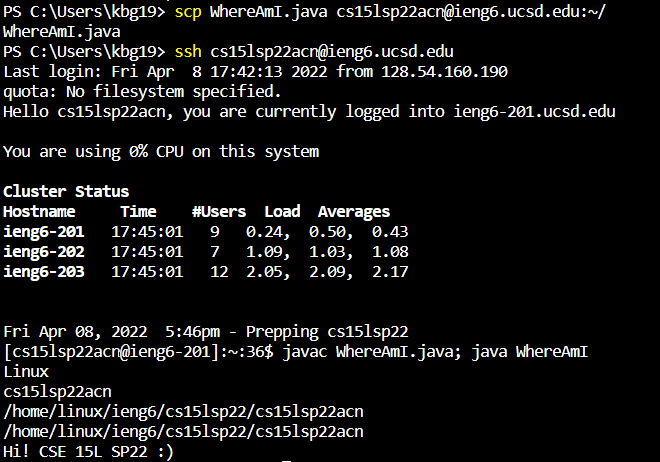 PS C:\Users\kbg19> scp WhereAmI.java cs15lsp22acn@ieng6.ucsd.edu:~/
WhereAmI.java
PS C:\Users\kbg19> ssh cs15lsp22acn@ieng6.ucsd.edu
Last login: Fri Apr  8 17:42:13 2022 from 128.54.160.190
quota: No filesystem specified.
Hello cs15lsp22acn, you are currently logged into ieng6-201.ucsd.edu
You are using 0% CPU on this system
Cluster Status
Hostname     Time    #Users  Load  Averages
ieng6-201   17:45:01   9   0.24,  0.50,  0.43
ieng6-202   17:45:01   7   1.09,  1.03,  1.08
ieng6-203   17:45:01   12  2.05,  2.09,  2.17
Fri Apr 08, 2022  5:46pm - Prepping cs15lsp22
[cs15lsp22acn@ieng6-201]:~:36$ javac WhereAmI.java; java WhereAmI
Linux
cs15lsp22acn
/home/linux/ieng6/cs15lsp22/cs15lsp22acn
/home/linux/ieng6/cs15lsp22/cs15lsp22acn
Hi! CSE 15L SP22 :)